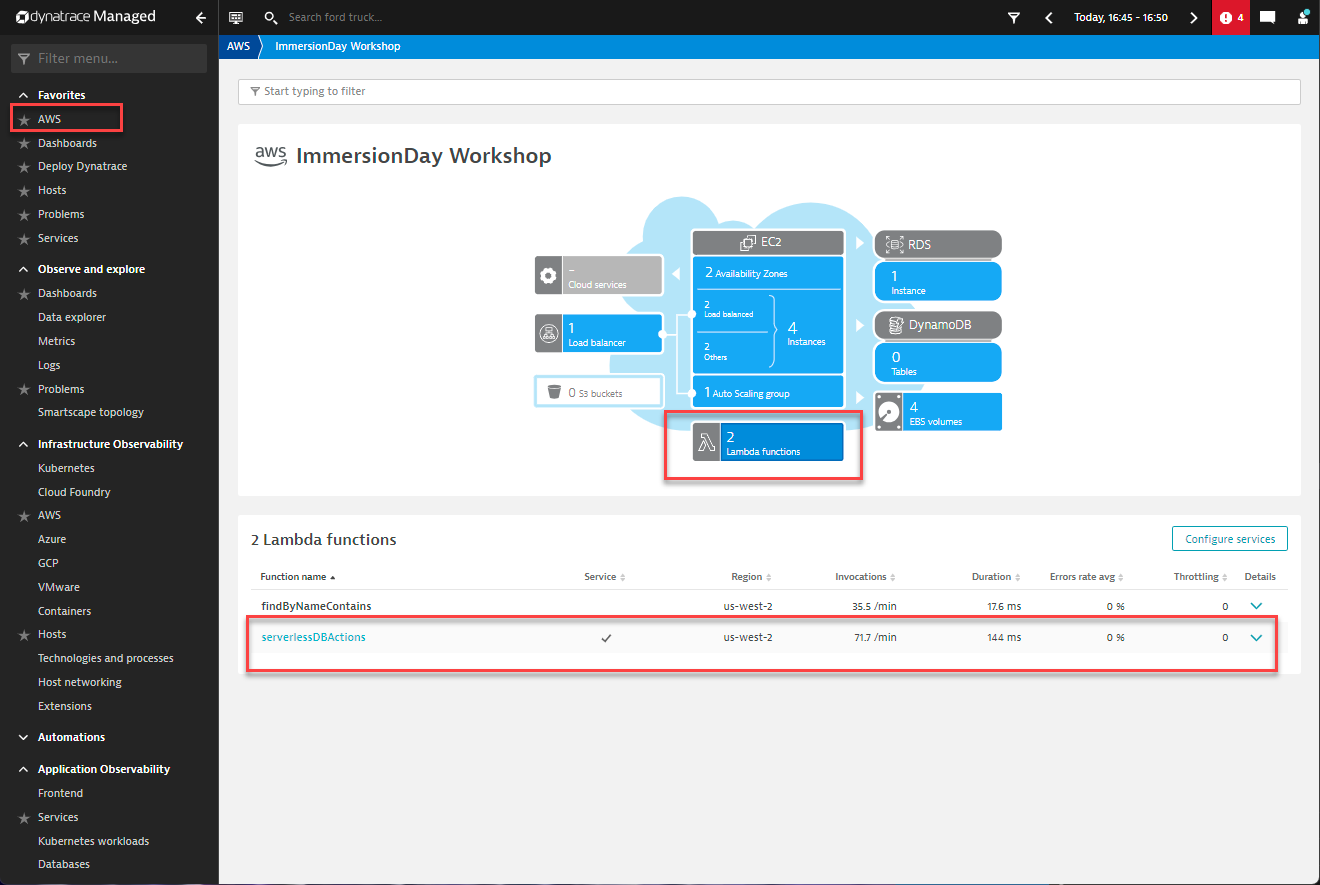 dynatrace Managed
Search ford truck...
Today, 16:45 - 16:50
4
Filter menu...
Favorites
AWS
Dashboards
Deploy Dynatrace
Hosts
Problems
Services
Observe and explore
Dashboards
Data explorer
Metrics
Logs
Problems
Smartscape topology
Infrastructure Observability
Kubernetes
Cloud Foundry
AWS
Azure
GCP
VMware
Containers
Hosts
Technologies and processes
Host networking
Extensions
Automations
Application Observability
Frontend
Services
Kubernetes workloads
Databases
AWS ImmersionDay Workshop
Start typing to filter
aws ImmersionDay Workshop
–
Cloud services
1
Load balancer
0 S3 buckets
EC2
2 Availability Zones
2
Load balanced
2
Others
4
Instances
1 Auto Scaling group
2
Lambda functions
RDS
1
Instance
DynamoDB
0
Tables
4
EBS volumes
2 Lambda functions
Configure services
Function name Service Region Invocations Duration Errors rate avg Throttling Details
findByNameContains us-west-2 35.5 /min 17.6 ms 0 % 0
serverlessDBActions ✓ us-west-2 71.7 /min 144 ms 0 % 0